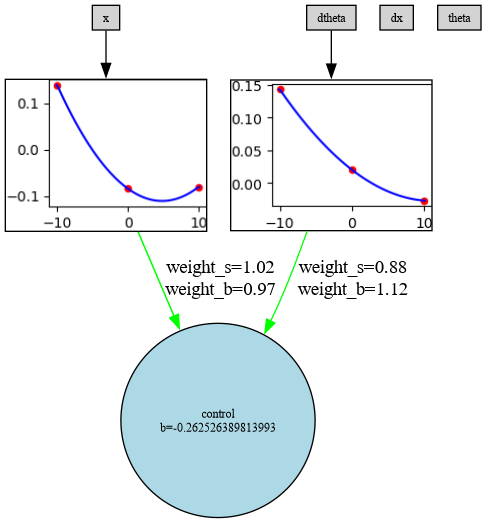 x
dtheta
dx
theta
0.1
0.0
−0.1
−10
0
10
0.15
0.10
0.05
0.00
−10
0
10
weight_s=1.02
weight_b=0.97
weight_s=0.88
weight_b=1.12
control
b=-0.262526389813993